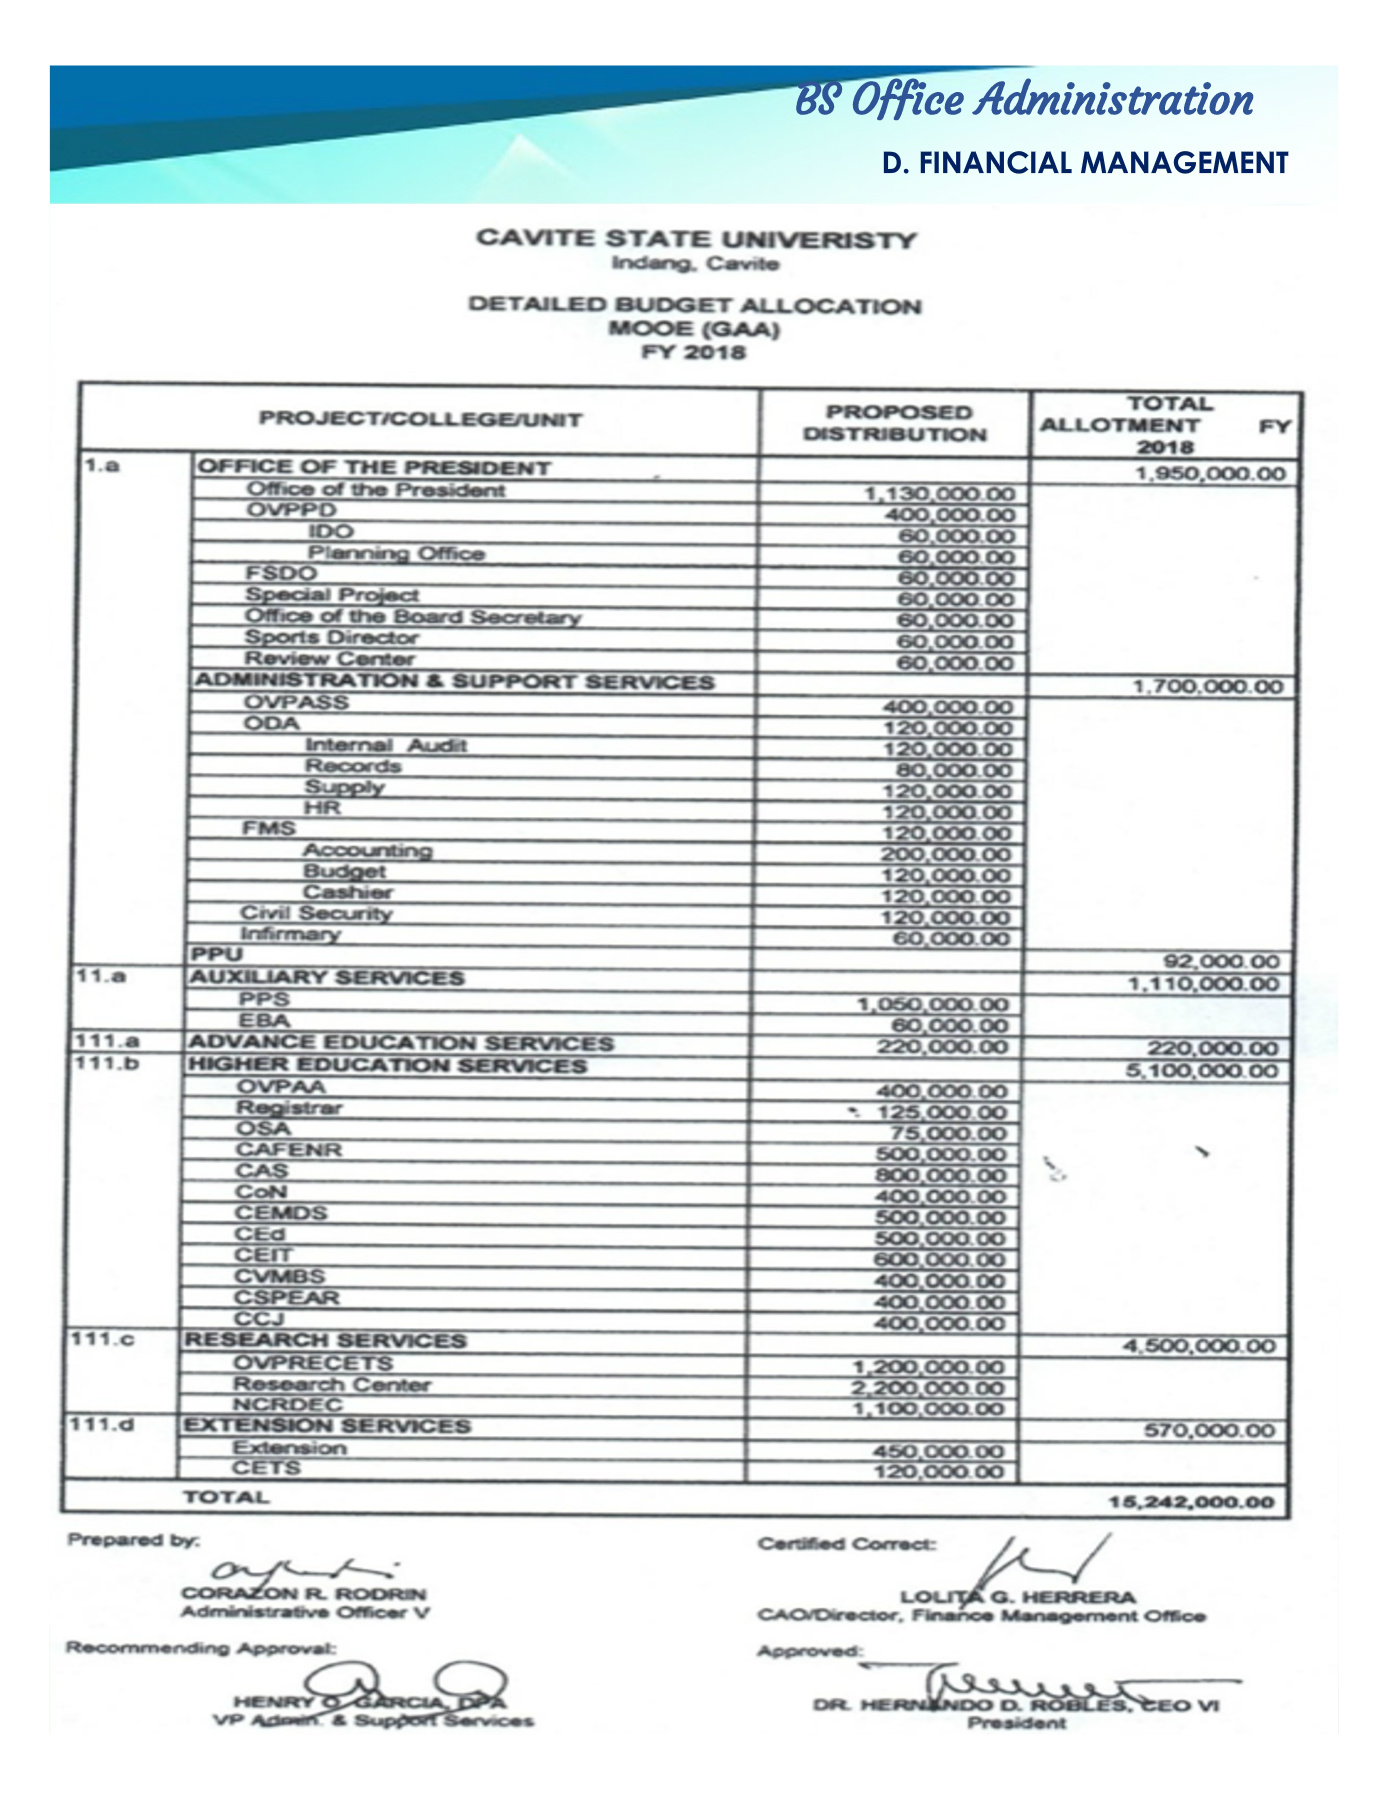 BS Office Administration
D. FINANCIAL MANAGEMENT
CAVITE STATE UNIVERISTY
Indang, Cavite
DETAILED BUDGET ALLOCATION
MOOE (GAA)
FY 2018
PROJECT/COLLEGE/UNIT PROPOSED DISTRIBUTION TOTAL ALLOTMENT FY 2018
1.a OFFICE OF THE PRESIDENT 1,950,000.00
Office of the President 1,130,000.00
OVPPD 400,000.00
IDO 60,000.00
Planning Office 60,000.00
FSDO 60,000.00
Special Project 60,000.00
Office of the Board Secretary 60,000.00
Sports Director 60,000.00
Review Center 60,000.00
ADMINISTRATION & SUPPORT SERVICES 1,700,000.00
OVPASS 400,000.00
ODA 120,000.00
Internal Audit 120,000.00
Records 80,000.00
Supply 120,000.00
HR 120,000.00
FMS 120,000.00
Accounting 200,000.00
Budget 120,000.00
Cashier 120,000.00
Civil Security 120,000.00
Infirmary 60,000.00
PPU 92,000.00
11.a AUXILIARY SERVICES 1,110,000.00
PPS 1,050,000.00
EBA 60,000.00
111.a ADVANCE EDUCATION SERVICES 220,000.00 220,000.00
111.b HIGHER EDUCATION SERVICES 5,100,000.00
OVPAA 400,000.00
Registrar 125,000.00
OSA 75,000.00
CAFENR 500,000.00
CAS 800,000.00
CoN 400,000.00
CEMDS 500,000.00
CEd 500,000.00
CEIT 600,000.00
CVMBS 400,000.00
CSPEAR 400,000.00
CCJ 400,000.00
111.c RESEARCH SERVICES 4,500,000.00
OVPRECETS 1,200,000.00
Research Center 2,200,000.00
NCRDEC 1,100,000.00
111.d EXTENSION SERVICES 570,000.00
Extension 450,000.00
CETS 120,000.00
TOTAL 15,242,000.00
Prepared by: Certified Correct:
CORAZON R. RODRIN LOLITA G. HERRERA
Administrative Officer V CAO/Director, Finance Management Office
Recommending Approval: Approved:
HENRY O. GARCIA, DPA DR. HERNANDO D. ROBLES, CEO VI
VP Admin. & Support Services President